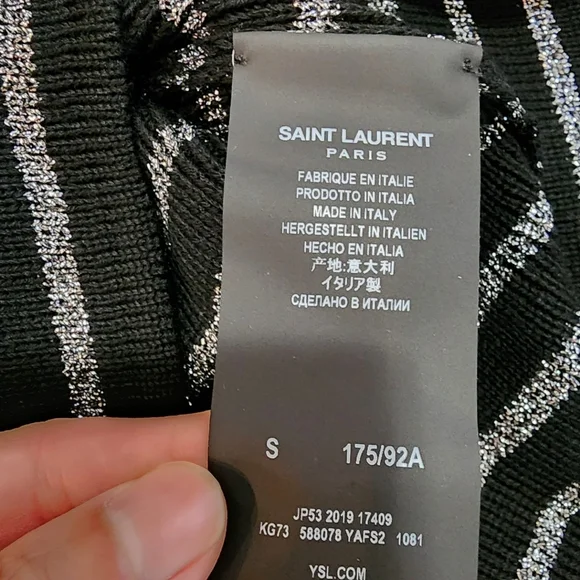 SAINT LAURENT
PARIS
FABRIQUE EN ITALIE
PRODOTTO IN ITALIA
MADE IN ITALY
HERGESTELLT IN ITALIEN
HECHO EN ITALIA
产地:意大利
イタリア製
СДЕЛАНО В ИТАЛИИ
S 175/92A
JP53 2019 17409
KG73 588078 YAFS2 1081
YSL.COM